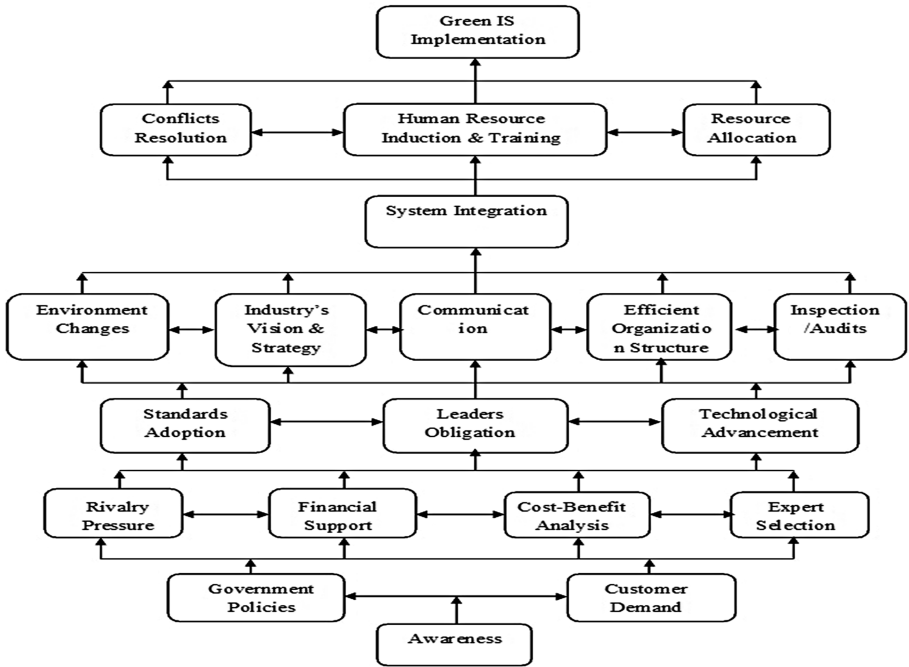 Green IS
Implementation
Conflicts
Resolution
Human Resource
Induction & Training
Resource
Allocation
System Integration
Environment
Changes
Industry's
Vision &
Strategy
Communicat
ion
Efficient
Organizatio
n Structure
Inspection
/Audits
Standards
Adoption
Leaders
Obligation
Technological
Advancement
Rivalry
Pressure
Financial
Support
Cost-Benefit
Analysis
Expert
Selection
Government
Policies
Customer
Demand
Awareness